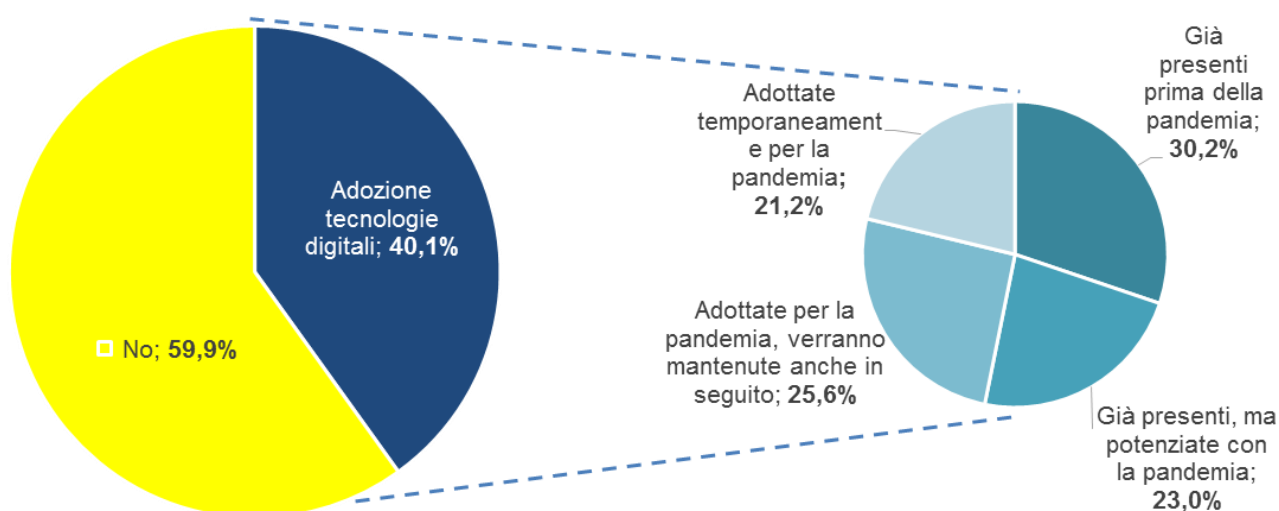 Adozione
tecnologie
digitali; 40,1%
No; 59,9%
Adottate
temporaneament
e per la
pandemia;
21,2%
Già
presenti
prima della
pandemia;
30,2%
Adottate per la
pandemia, verranno
mantenute anche in
seguito; 25,6%
Già presenti, ma
potenziate con
la pandemia;
23,0%